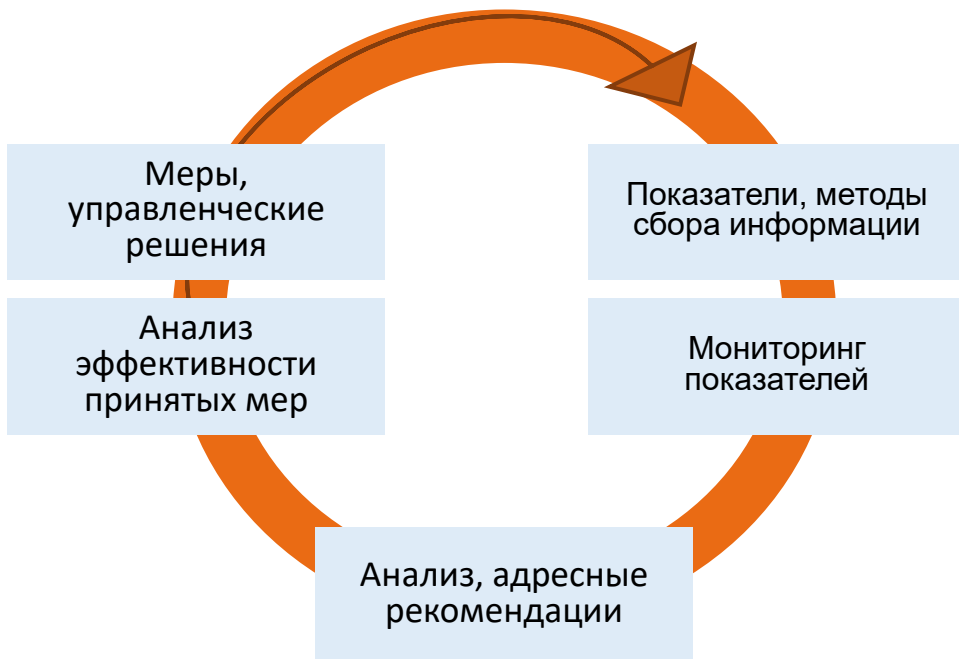 Меры,
управленческие
решения
Показатели, методы
сбора информации
Анализ
эффективности
принятых мер
Мониторинг
показателей
Анализ, адресные
рекомендации